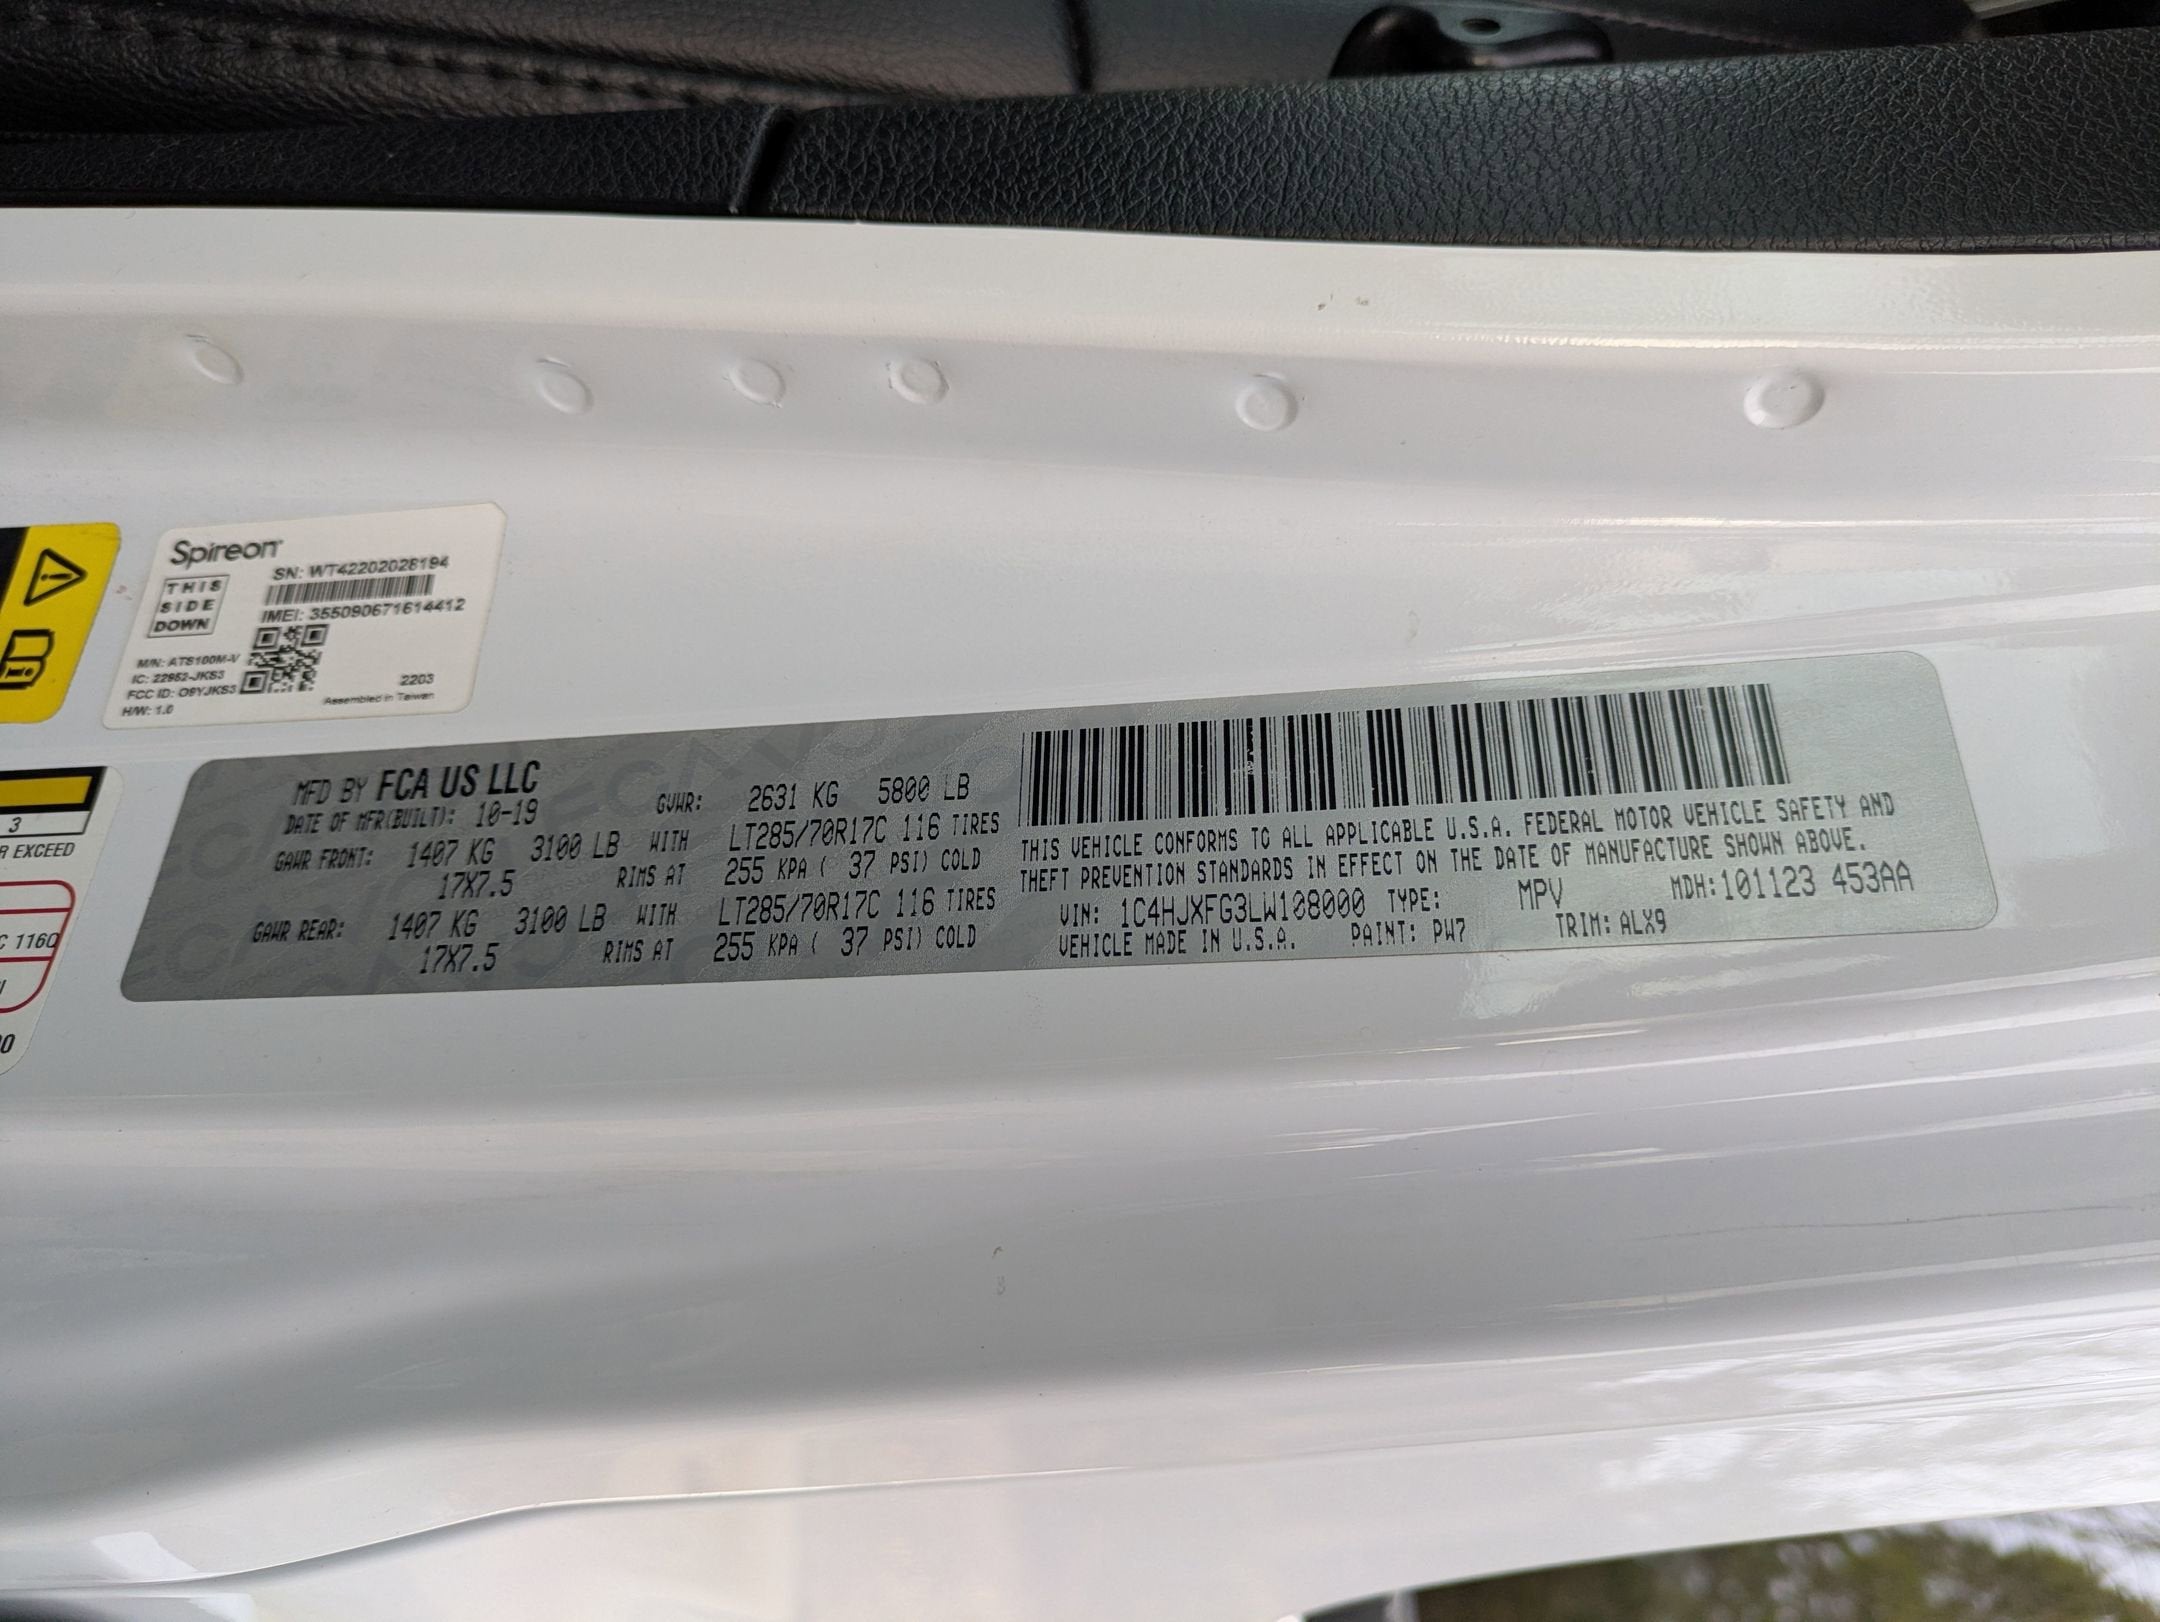 Spireon
THIS
SIDE
DOWN
SN: WT42202028194
IMEI: 355090671614412
M/N: ATS100M-V
IC: 22952-JKS3
FCC ID: O9YJKS3
H/W: 1.0
2203
Assembled in Taiwan
3
R EXCEED
C 116Q
MFD BY FCA US LLC
DATE OF MFR(BUILT): 10-19 GVWR: 2631 KG 5800 LB
GAWR FRONT: 1407 KG 3100 LB WITH LT285/70R17C 116 TIRES
17X7.5 RIMS AT 255 KPA ( 37 PSI) COLD
GAWR REAR: 1407 KG 3100 LB WITH LT285/70R17C 116 TIRES
17X7.5 RIMS AT 255 KPA ( 37 PSI) COLD
THIS VEHICLE CONFORMS TO ALL APPLICABLE U.S.A. FEDERAL MOTOR VEHICLE SAFETY AND
THEFT PREVENTION STANDARDS IN EFFECT ON THE DATE OF MANUFACTURE SHOWN ABOVE.
VIN: 1C4HJXFG3LW108000 TYPE: MPV MDH:101123 453AA
VEHICLE MADE IN U.S.A. PAINT: PW7 TRIM: ALX9